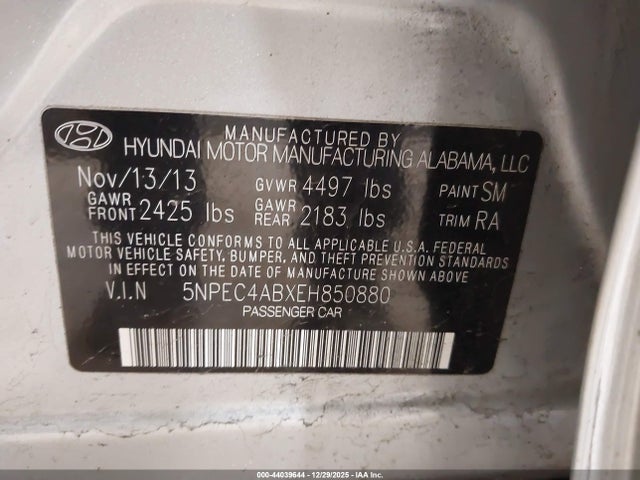 MANUFACTURED BY
HYUNDAI MOTOR MANUFACTURING ALABAMA, LLC
Nov/13/13 GVWR 4497 lbs PAINT SM
GAWR FRONT 2425 lbs GAWR REAR 2183 lbs TRIM RA
THIS VEHICLE CONFORMS TO ALL APPLICABLE U.S.A. FEDERAL
MOTOR VEHICLE SAFETY, BUMPER, AND THEFT PREVENTION STANDARDS
IN EFFECT ON THE DATE OF MANUFACTURE SHOWN ABOVE.
V.I.N 5NPEC4ABXEH850880
PASSENGER CAR
000-44039644 - 12/29/2025 - IAAI.COM